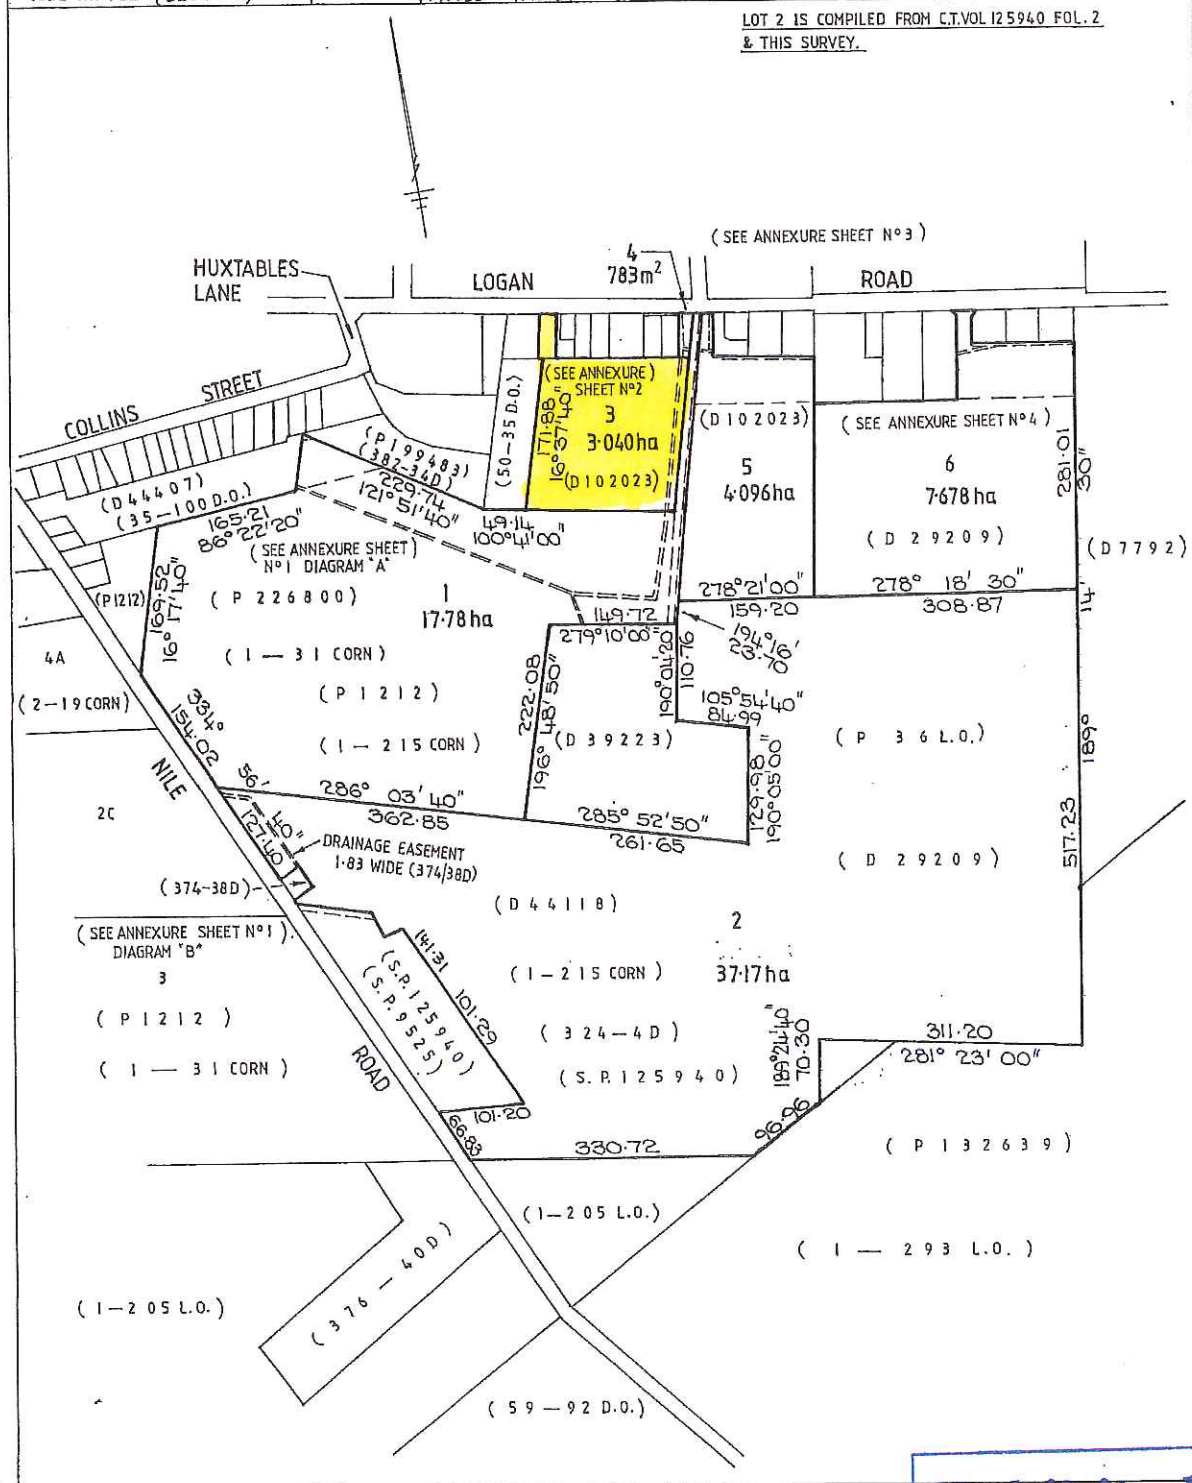 LOT 2 IS COMPILED FROM C.T.VOL 125940 FOL.2
& THIS SURVEY.
(SEE ANNEXURE SHEET Nº3)
4
783m²
HUXTABLES
LANE
LOGAN
ROAD
COLLINS STREET
(SEE ANNEXURE)
SHEET Nº2
3
3·040ha
(D102023)
171·88
16°37'40"
(50-35 D.O.)
(P199483)
(382-34D)
229·74
121°51'40"
49·14
100°41'00"
(D102023)
5
4·096ha
(SEE ANNEXURE SHEET Nº4)
6
7·678ha
(D 29209)
281·01
30"
(D7792)
(D44407)
(35-100D.O.)
165·21
86°22'20"
(SEE ANNEXURE SHEET)
Nº1 DIAGRAM "A"
(P 226800)
1
17·78ha
(1-31 CORN)
(P1212)
(1-215 CORN)
169·52
16°17'40"
(P1212)
4A
(2-19CORN)
278°21'00"
159·20
278° 18' 30"
308·87
14'
149·72
279°10'00"
194°16'
23·70
190°04'20"
110·76
105°54'40"
84·99
222·08
196°48'50"
(D39223)
(P 36 L.O.)
189°
334°
154·02
NILE
56'
286° 03' 40"
362·85
285° 52'50"
261·65
129·98
190°05'00"
2C
40"
127·40
DRAINAGE EASEMENT
1·83 WIDE (374/38D)
(374-38D)
(D 29209)
517·23
(D44118)
2
37·17ha
(SEE ANNEXURE SHEET Nº1)
DIAGRAM "B"
3
(P1212)
(1-31 CORN)
141·31
101·29
(S.P.125940)
(S.P.9525)
(1-215 CORN)
(324-4D)
(S.P.125940)
189°24'40"
70·30
311·20
281° 23' 00"
ROAD
101·20
66·83
330·72
96·96
(P132639)
(1-205 L.O.)
(1-293 L.O.)
(376-40D)
(1-205 L.O.)
(59-92 D.O.)